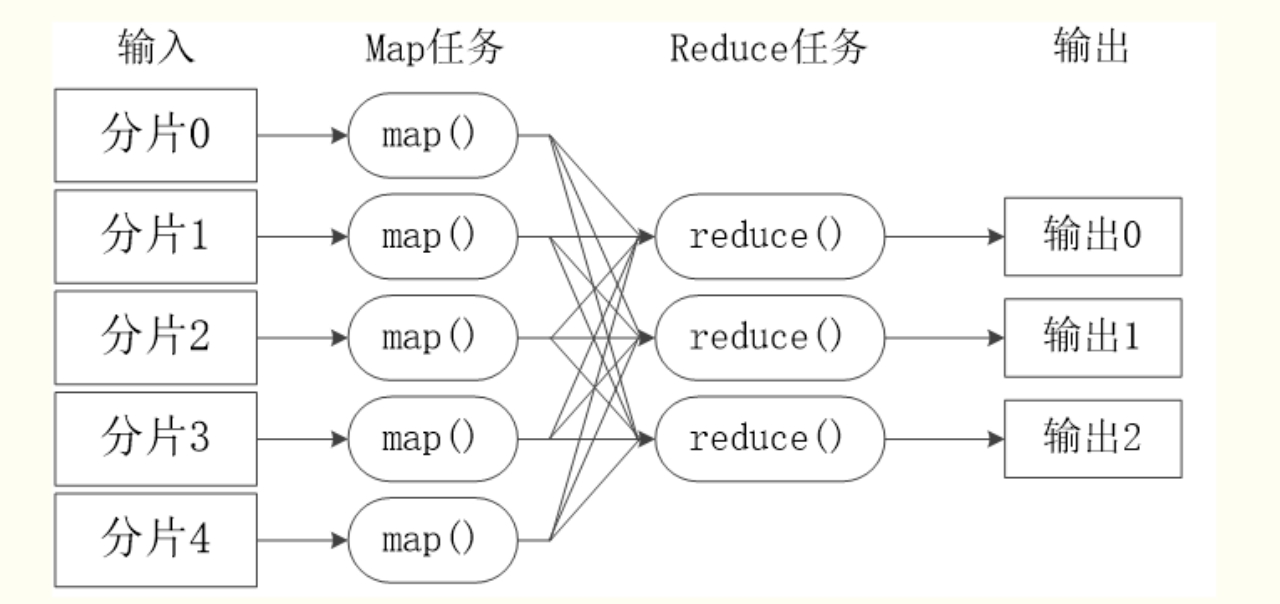 输入 Map任务 Reduce任务 输出
分片0 map()
分片1 map() reduce() 输出0
分片2 map() reduce() 输出1
分片3 map() reduce() 输出2
分片4 map()